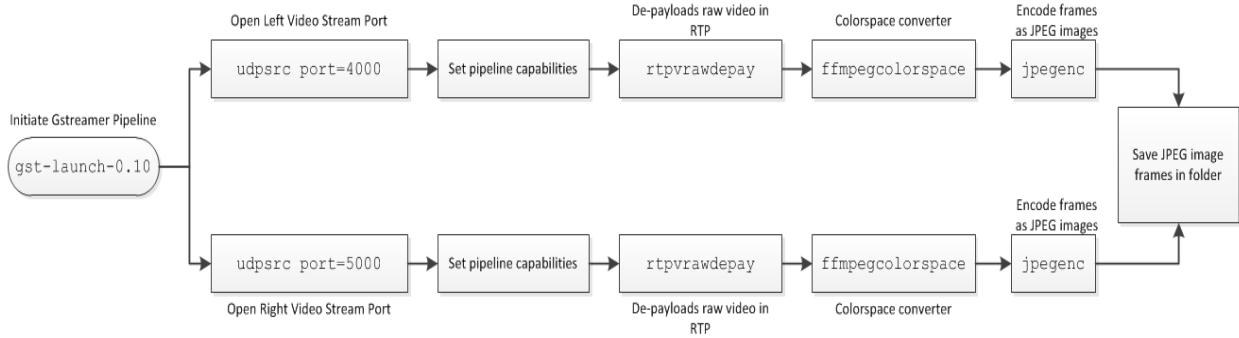 Open Left Video Stream Port
De-payloads raw video in
RTP
Colorspace converter
Encode frames
as JPEG images
udpsrc port=4000
Set pipeline capabilities
rtpvrawdepay
ffmpegcolorspace
jpegenc
Initiate Gstreamer Pipeline
gst-launch-0.10
Save JPEG image
frames in folder
Encode frames
as JPEG images
udpsrc port=5000
Set pipeline capabilities
rtpvrawdepay
ffmpegcolorspace
jpegenc
Open Right Video Stream Port
De-payloads raw video in
RTP
Colorspace converter